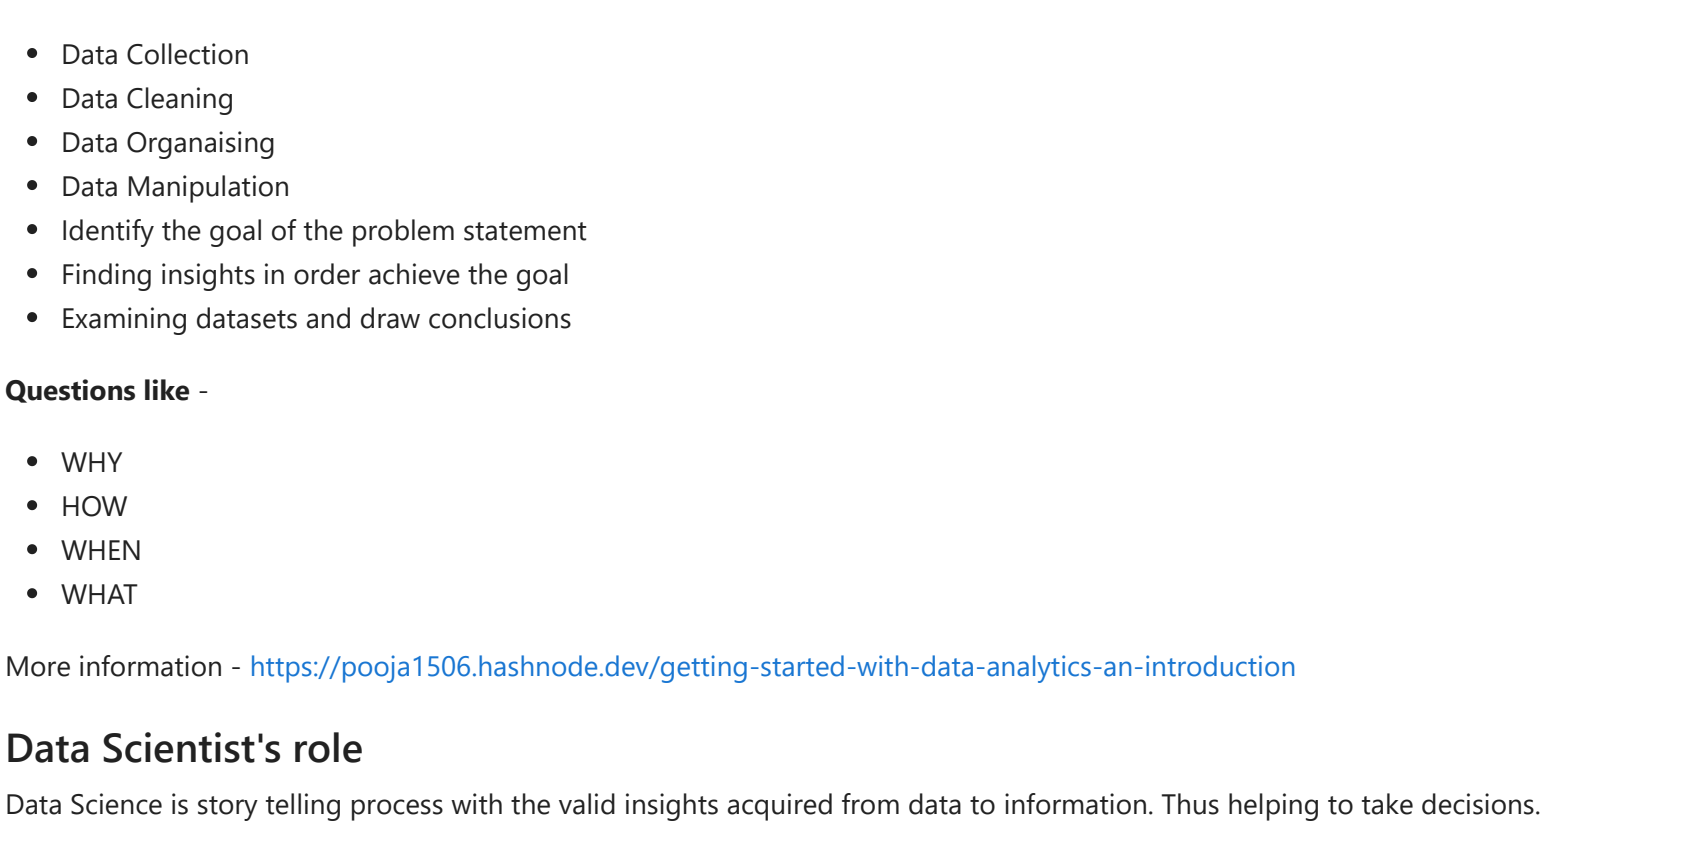 Data Collection
Data Cleaning
Data Organaising
Data Manipulation
Identify the goal of the problem statement
Finding insights in order achieve the goal
Examining datasets and draw conclusions
Questions like -
WHY
HOW
WHEN
WHAT
More information - https://pooja1506.hashnode.dev/getting-started-with-data-analytics-an-introduction
Data Scientist's role
Data Science is story telling process with the valid insights acquired from data to information. Thus helping to take decisions.